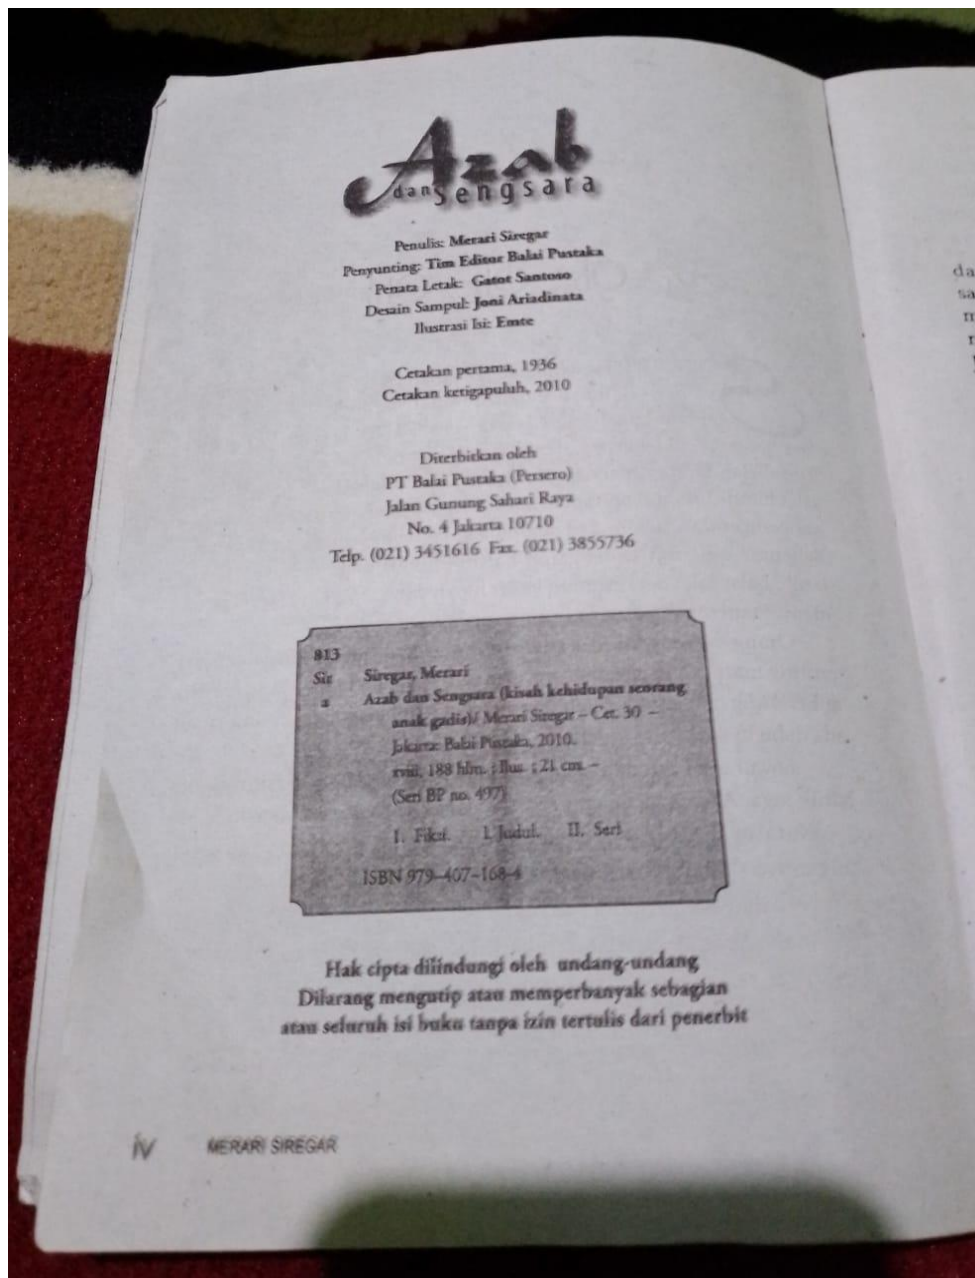 Azab
dan Sengsara
Penulis: Merari Siregar
Penyunting: Tim Editor Balai Pustaka
Penata Letak: Gatot Santoso
Desain Sampul: Joni Ariadinata
Ilustrasi Isi: Emte
Cetakan pertama, 1936
Cetakan ketigapuluh, 2010
Diterbitkan oleh
PT Balai Pustaka (Persero)
Jalan Gunung Sahari Raya
No. 4 Jakarta 10710
Telp. (021) 3451616 Fax. (021) 3855736
813
Sir Siregar, Merari
a Azab dan Sengsara (kisah kehidupan seorang
anak gadis)/ Merari Siregar – Cet. 30 –
Jakarta: Balai Pustaka, 2010.
xviii, 188 hlm. ; Ilus. ; 21 cm. –
(Seri BP no. 497)
1. Fiksi. I. Judul. II. Seri
ISBN 979–407–168–4
Hak cipta dilindungi oleh undang-undang
Dilarang mengutip atau memperbanyak sebagian
atau seluruh isi buku tanpa izin tertulis dari penerbit
iv MERARI SIREGAR
da
sa